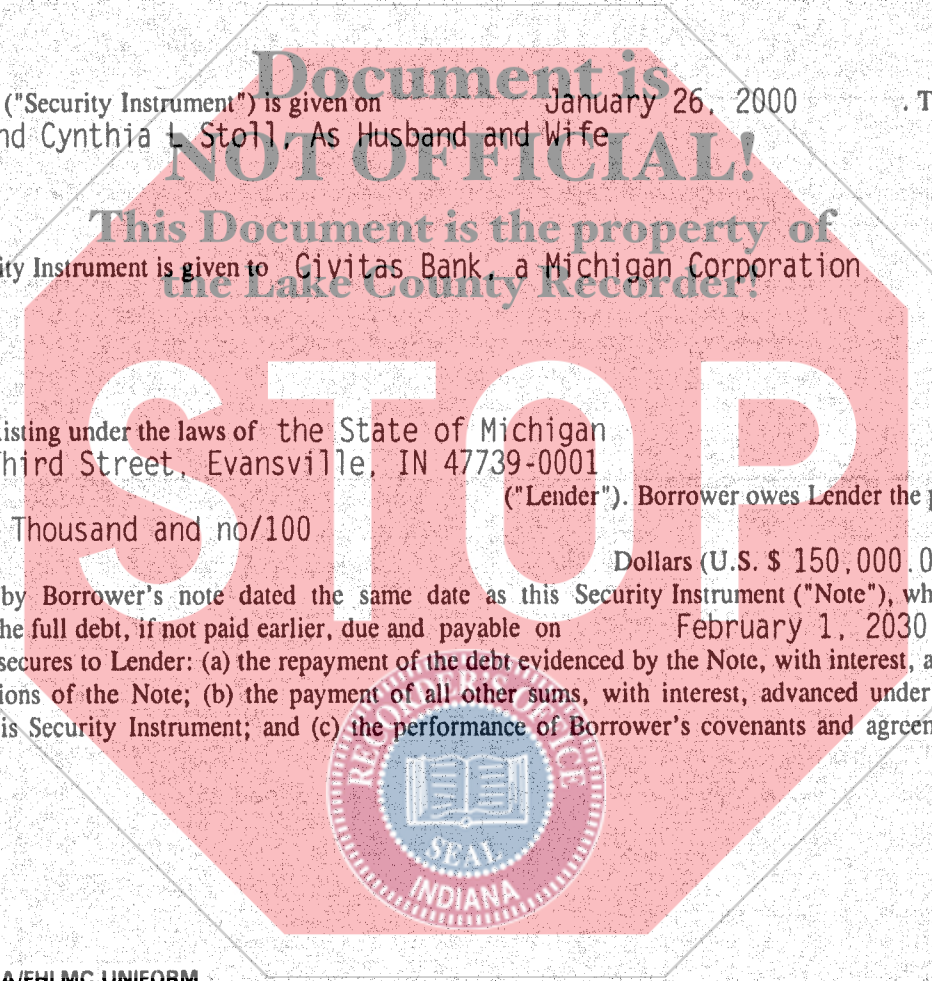 Document is
("Security Instrument") is given on January 26, 2000 . T
nd Cynthia L Stoll, As Husband and Wife
NOT OFFICIAL!
This Document is the property of
ity Instrument is given to Civitas Bank, a Michigan Corporation
the Lake County Recorder!
STOP
isting under the laws of the State of Michigan
Third Street, Evansville, IN 47739-0001
("Lender"). Borrower owes Lender the p
Thousand and no/100
Dollars (U.S. $ 150,000.0
by Borrower's note dated the same date as this Security Instrument ("Note"), wh
he full debt, if not paid earlier, due and payable on February 1, 2030
secures to Lender: (a) the repayment of the debt evidenced by the Note, with interest, a
ions of the Note; (b) the payment of all other sums, with interest, advanced under
is Security Instrument; and (c) the performance of Borrower's covenants and agreen
RECORDER'S OFFICE
SEAL
INDIANA
A/FHLMC UNIFORM